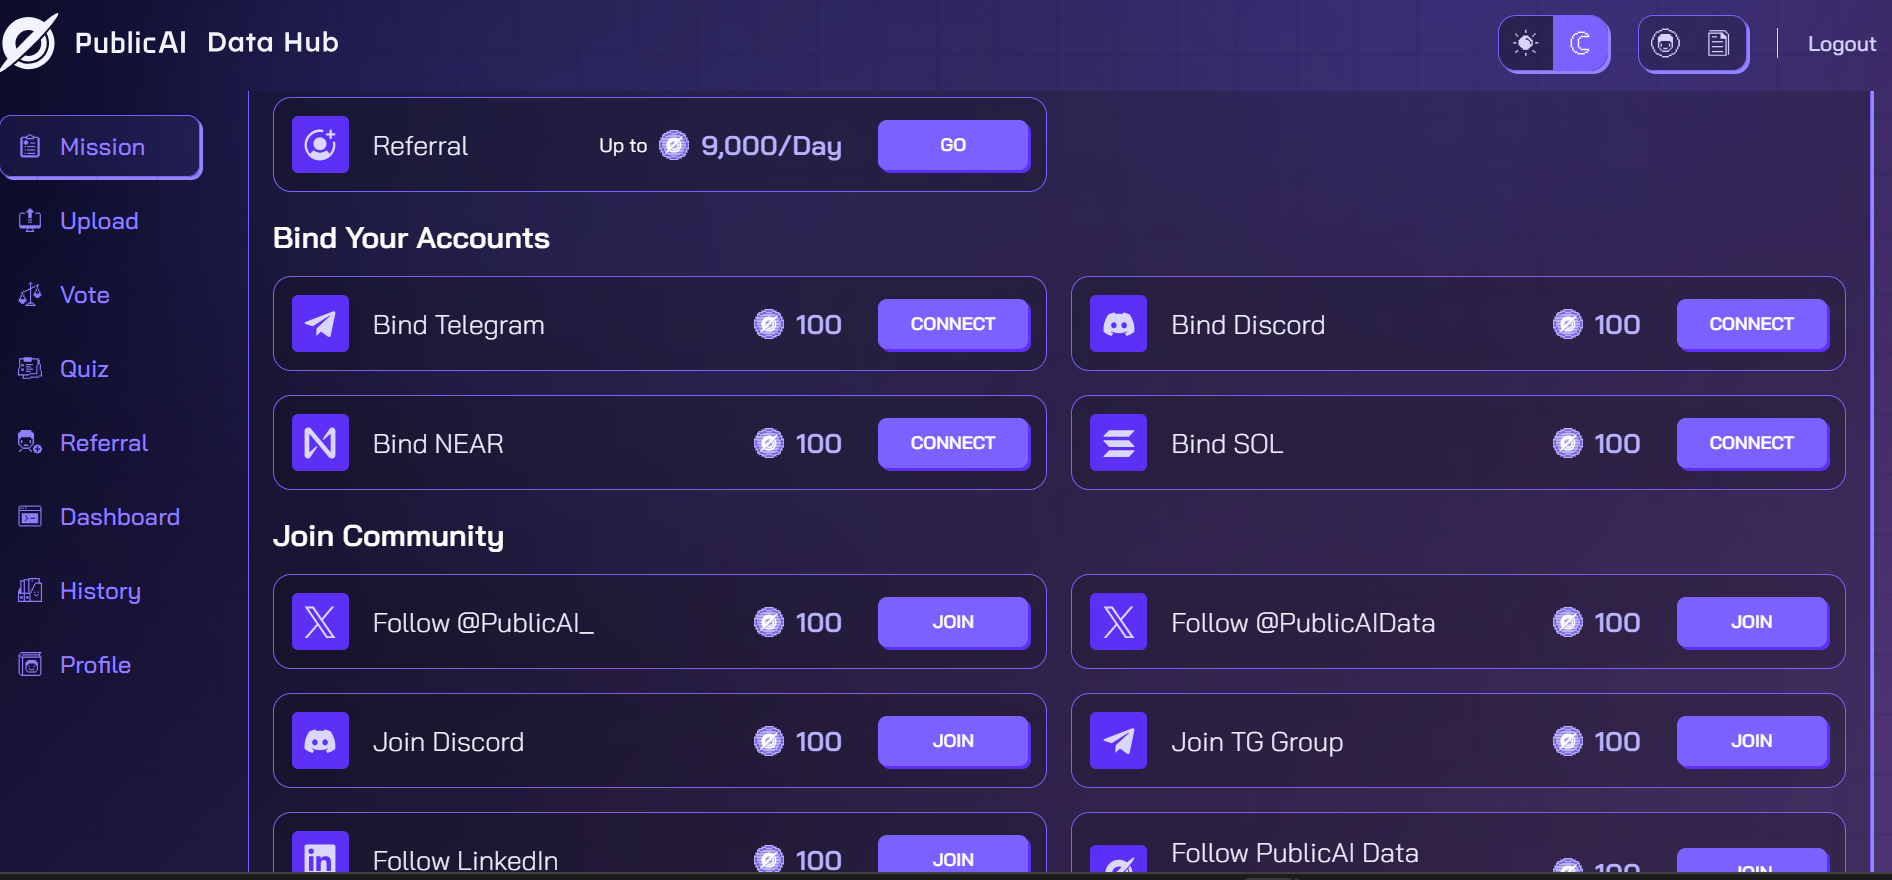 PublicAI Data Hub
Logout
Mission
Upload
Vote
Quiz
Referral
Dashboard
History
Profile
Referral Up to 9,000/Day GO
Bind Your Accounts
Bind Telegram 100 CONNECT
Bind Discord 100 CONNECT
Bind NEAR 100 CONNECT
Bind SOL 100 CONNECT
Join Community
Follow @PublicAI_ 100 JOIN
Follow @PublicAIData 100 JOIN
Join Discord 100 JOIN
Join TG Group 100 JOIN
in Follow LinkedIn 100 JOIN
Follow PublicAI Data 100 JOIN